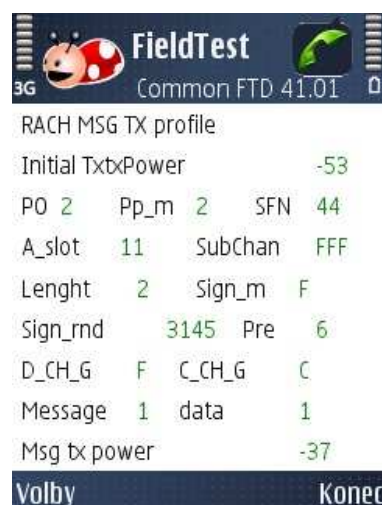 FieldTest
3G Common FTD 41.01
RACH MSG TX profile
Initial TxtxPower -53
PO 2 Pp_m 2 SFN 44
A_slot 11 SubChan FFF
Lenght 2 Sign_m F
Sign_rnd 3145 Pre 6
D_CH_G F C_CH_G C
Message 1 data 1
Msg tx power -37
Volby Konec